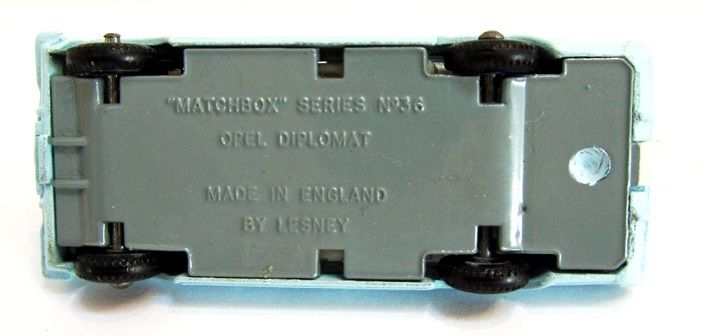 "MATCHBOX" SERIES Nº36
OPEL DIPLOMAT
MADE IN ENGLAND
BY LESNEY